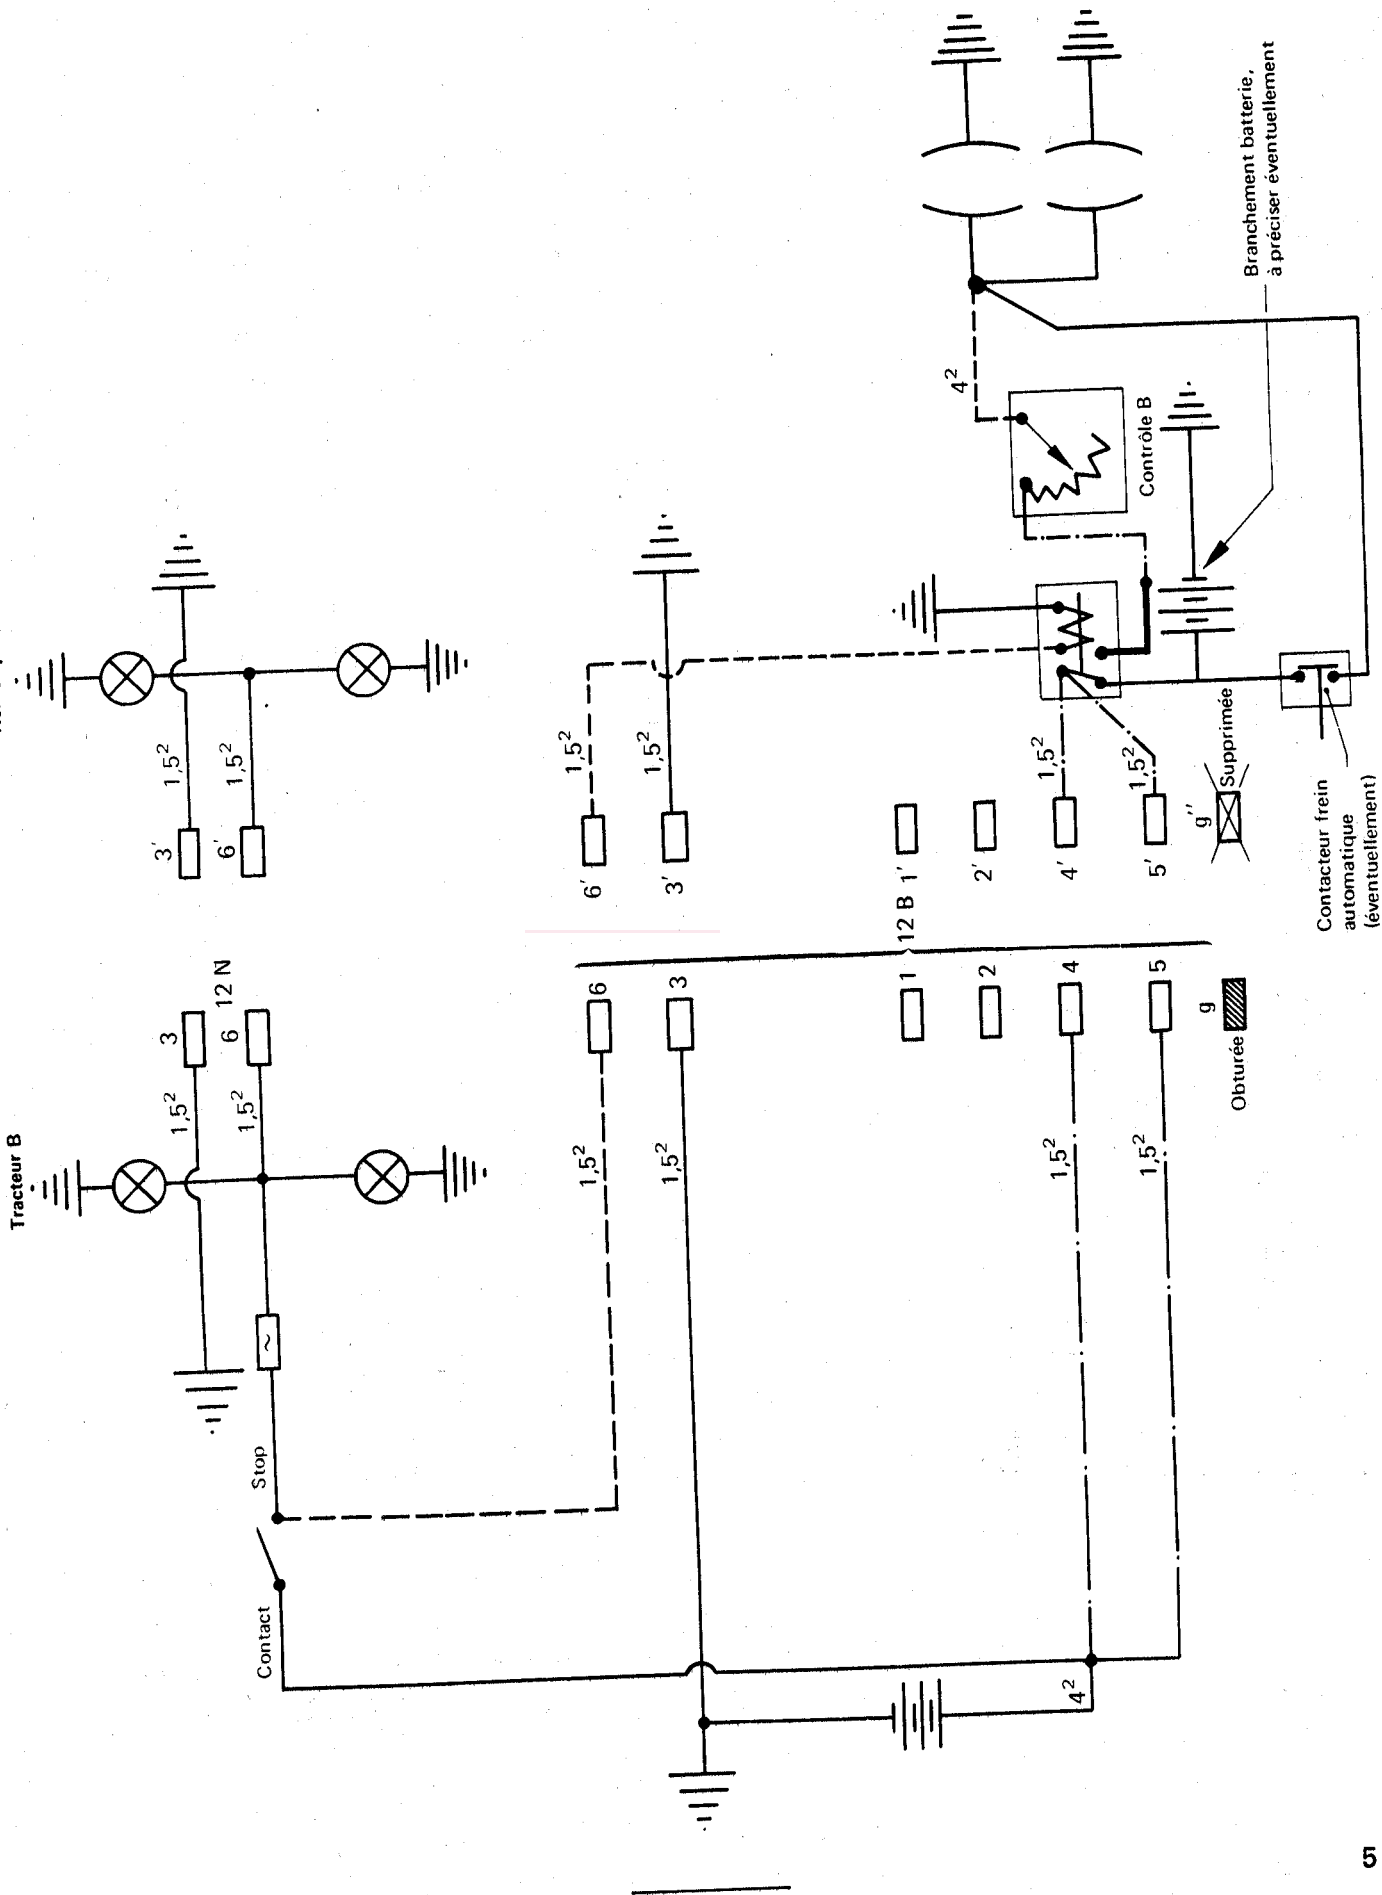 Tracteur B
3
1,5²
12 N
6
1,5²
Stop
Contact
3'
1,5²
6'
1,5²
6
1,5²
3
1,5²
12 B
1
2
4
1,5²
5
1,5²
g
Obturée
4²
6'
1,5²
3'
1,5²
1'
2'
4'
1,5²
5'
1,5²
g''
Supprimée
4²
Contrôle B
Branchement batterie,
à préciser éventuellement
Contacteur frein
automatique
(éventuellement)
5